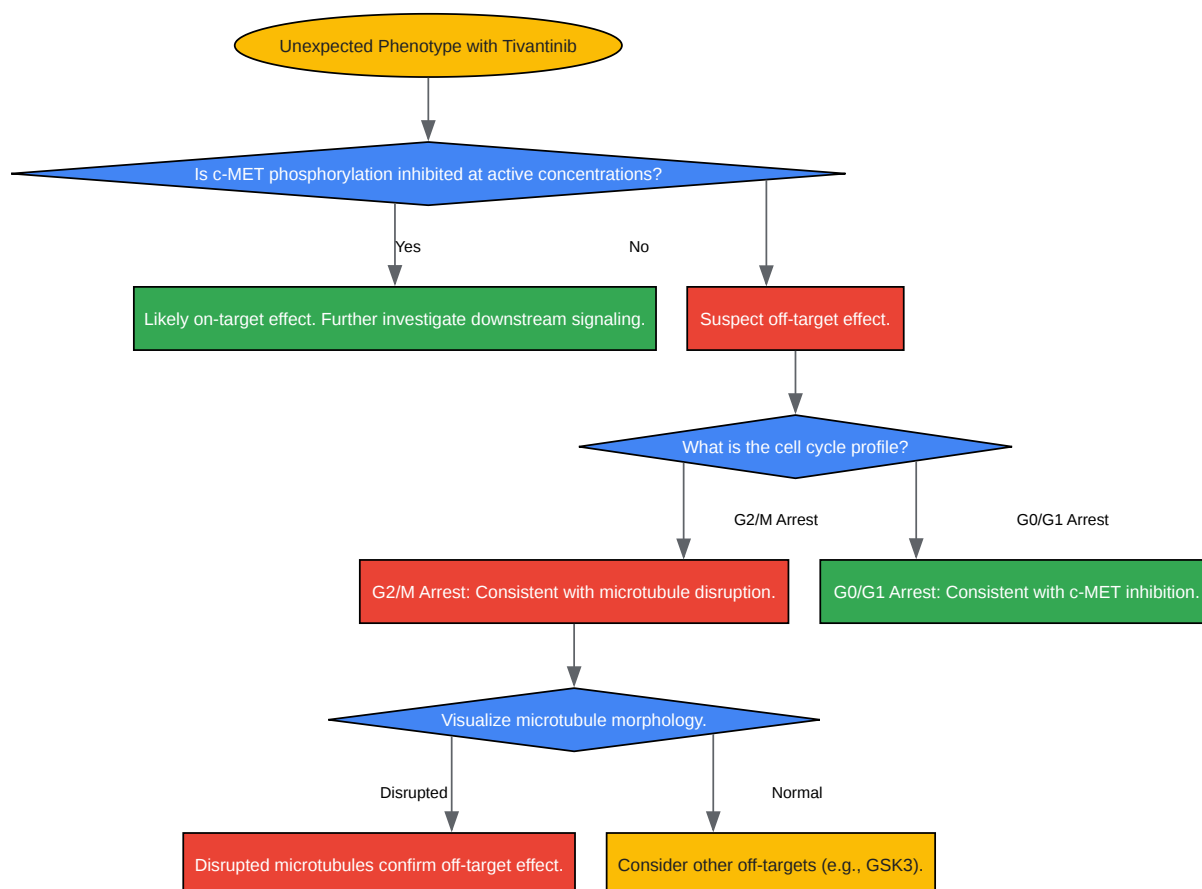 Unexpected Phenotype with Tivantinib
Is c-MET phosphorylation inhibited at active concentrations?
Yes
No
Likely on-target effect. Further investigate downstream signaling.
Suspect off-target effect.
What is the cell cycle profile?
G2/M Arrest
G0/G1 Arrest
G2/M Arrest: Consistent with microtubule disruption.
G0/G1 Arrest: Consistent with c-MET inhibition.
Visualize microtubule morphology.
Disrupted
Normal
Disrupted microtubules confirm off-target effect.
Consider other off-targets (e.g., GSK3).